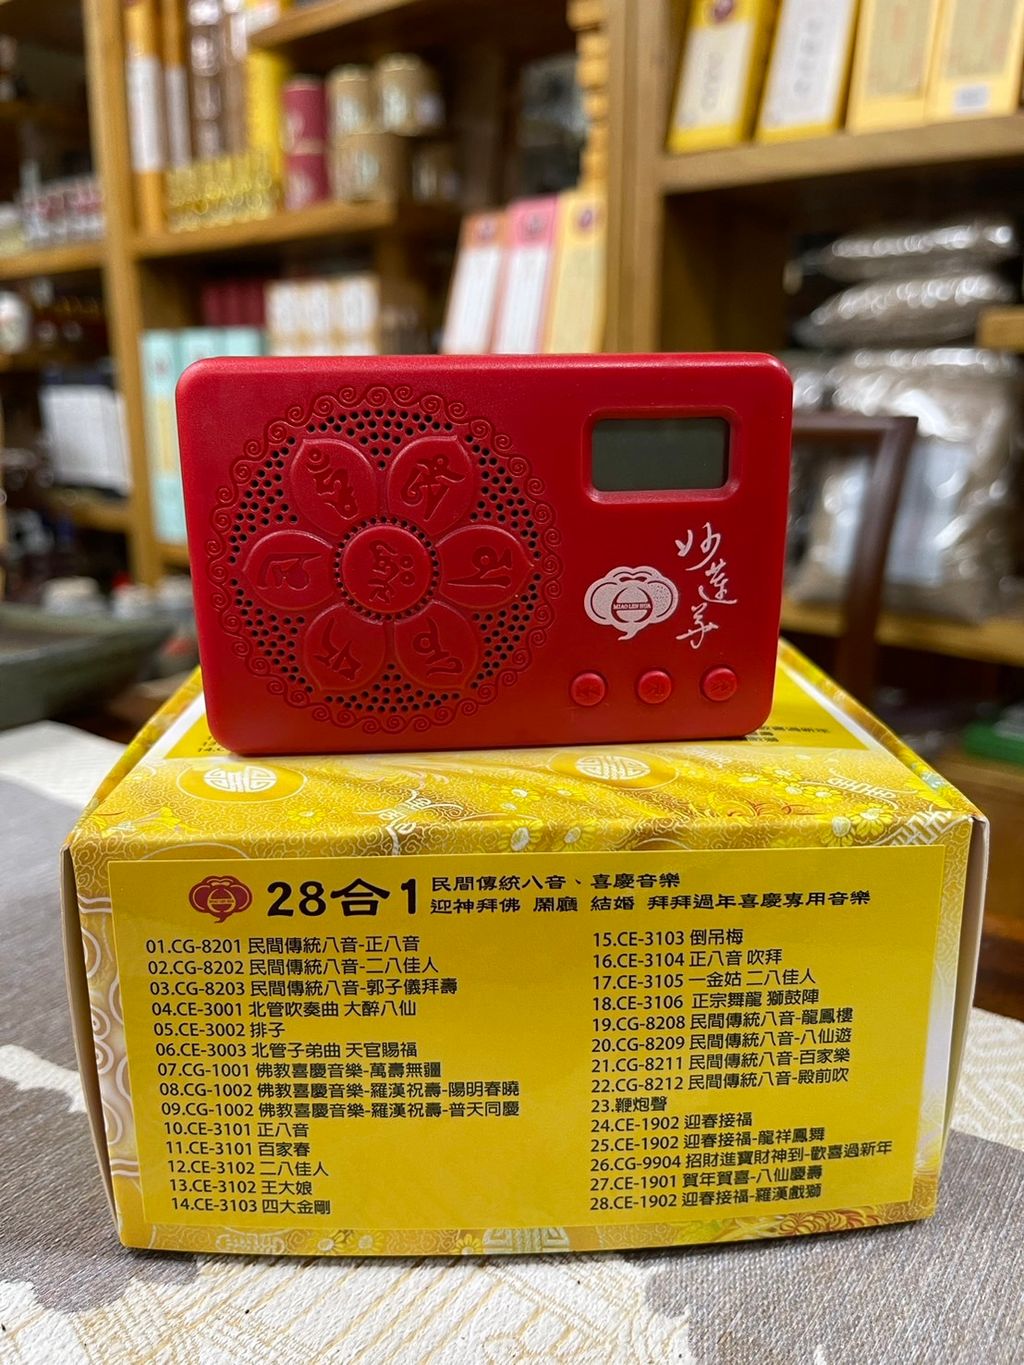 妙蓮華
MIAO LIEN HUA
28合1
民間傳統八音、喜慶音樂
迎神拜佛 開廳 結婚 拜拜過年喜慶專用音樂
01.CG-8201 民間傳統八音-正八音
02.CG-8202 民間傳統八音-二八佳人
03.CG-8203 民間傳統八音-郭子儀拜壽
04.CE-3001 北管吹奏曲 大醉八仙
05.CE-3002 排子
06.CE-3003 北管子弟曲 天官賜福
07.CG-1001 佛教喜慶音樂-萬壽無疆
08.CG-1002 佛教喜慶音樂-羅漢祝壽-陽明春曉
09.CG-1002 佛教喜慶音樂-羅漢祝壽-普天同慶
10.CE-3101 正八音
11.CE-3101 百家春
12.CE-3102 二八佳人
13.CE-3102 王大娘
14.CE-3103 四大金剛
15.CE-3103 倒吊梅
16.CE-3104 正八音 吹拜
17.CE-3105 一金姑 二八佳人
18.CE-3106 正宗舞龍 獅鼓陣
19.CG-8208 民間傳統八音-龍鳳樓
20.CG-8209 民間傳統八音-八仙遊
21.CG-8211 民間傳統八音-百家樂
22.CG-8212 民間傳統八音-殿前吹
23.鞭炮聲
24.CE-1902 迎春接福
25.CE-1902 迎春接福-龍祥鳳舞
26.CG-9904 招財進寶財神到-歡喜過新年
27.CE-1901 賀年賀喜-八仙慶壽
28.CE-1902 迎春接福-羅漢戲獅